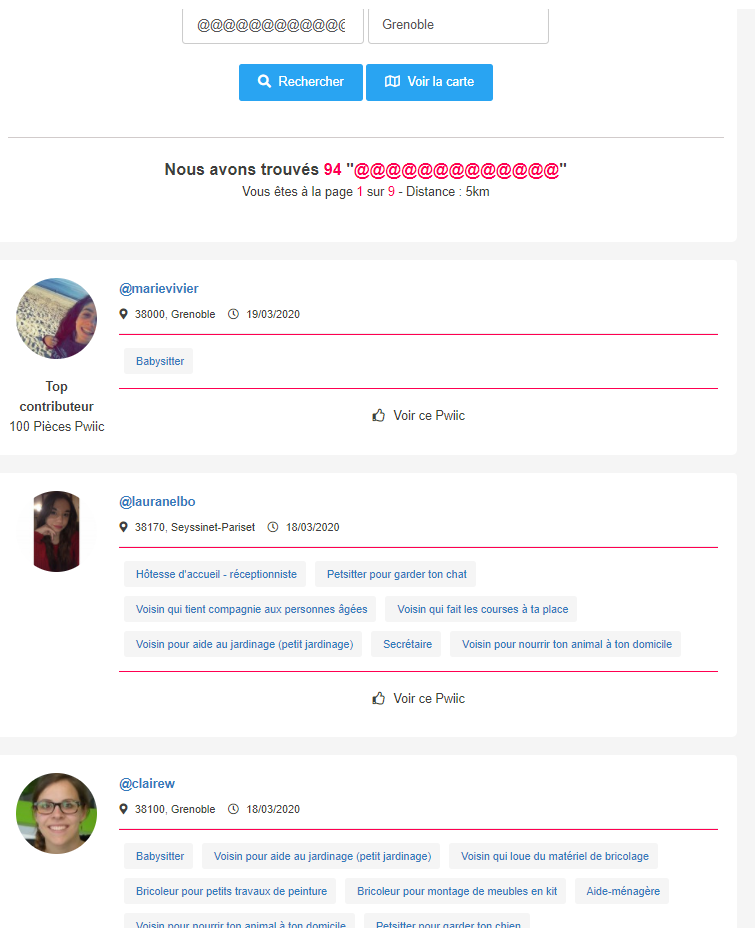 @@@@@@@@@@@@ Grenoble
Rechercher Voir la carte
Nous avons trouvés 94 "@@@@@@@@@@@@@"
Vous êtes à la page 1 sur 9 - Distance : 5km
@marievivier
38000, Grenoble 19/03/2020
Babysitter
Top
contributeur
100 Pièces Pwiic
Voir ce Pwiic
@lauranelbo
38170, Seyssinet-Pariset 18/03/2020
Hôtesse d'accueil - réceptionniste Petsitter pour garder ton chat
Voisin qui tient compagnie aux personnes âgées Voisin qui fait les courses à ta place
Voisin pour aide au jardinage (petit jardinage) Secrétaire Voisin pour nourrir ton animal à ton domicile
Voir ce Pwiic
@clairew
38100, Grenoble 18/03/2020
Babysitter Voisin pour aide au jardinage (petit jardinage) Voisin qui loue du matériel de bricolage
Bricoleur pour petits travaux de peinture Bricoleur pour montage de meubles en kit Aide-ménagère
Voisin pour nourrir ton animal à ton domicile Petsitter pour garder ton chien